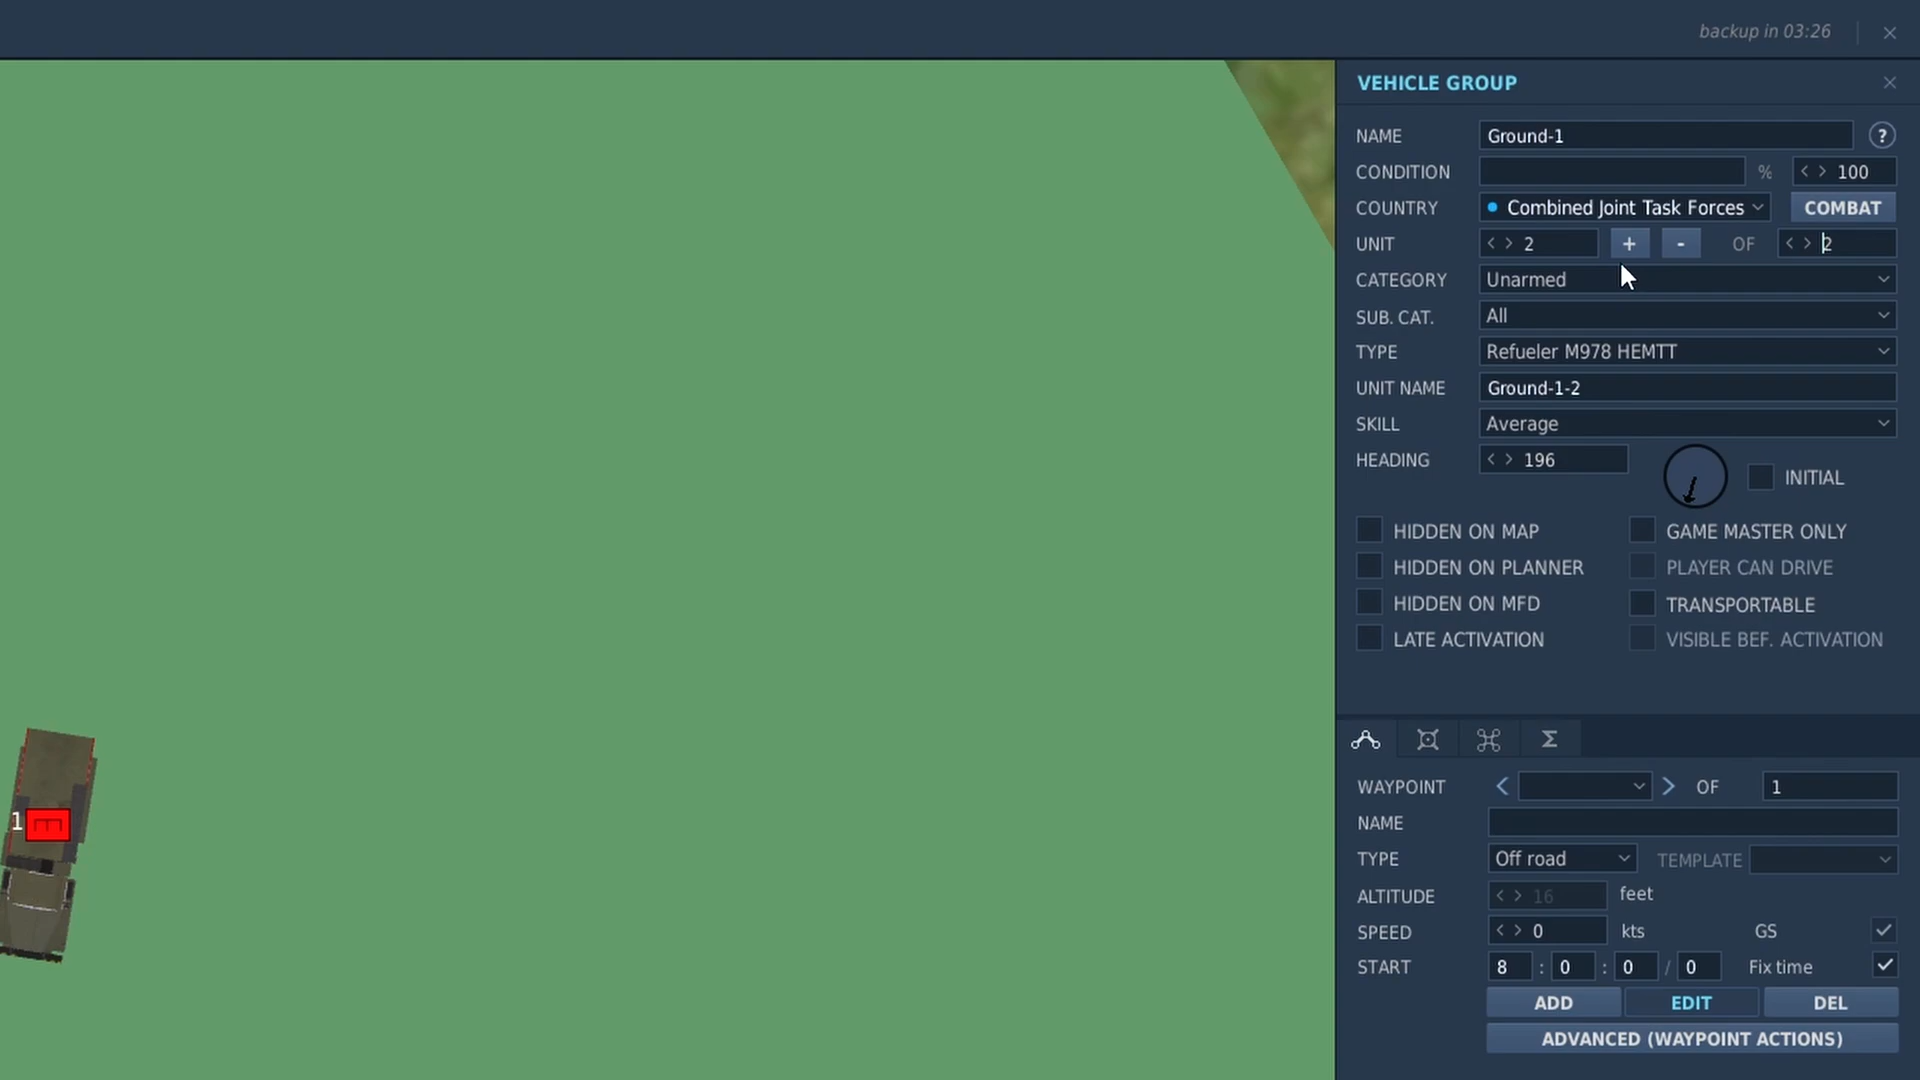 backup in 03:26
VEHICLE GROUP
NAME Ground-1 ?
CONDITION % < > 100
COUNTRY Combined Joint Task Forces COMBAT
UNIT < > 2 + - OF < > 2
CATEGORY Unarmed
SUB. CAT. All
TYPE Refueler M978 HEMTT
UNIT NAME Ground-1-2
SKILL Average
HEADING < > 196
INITIAL
HIDDEN ON MAP GAME MASTER ONLY
HIDDEN ON PLANNER PLAYER CAN DRIVE
HIDDEN ON MFD TRANSPORTABLE
LATE ACTIVATION VISIBLE BEF. ACTIVATION
Σ
WAYPOINT < > OF 1
NAME
1
TYPE Off road TEMPLATE
ALTITUDE < > 16 feet
SPEED < > 0 kts GS
START 8 : 0 : 0 / 0 Fix time
ADD EDIT DEL
ADVANCED (WAYPOINT ACTIONS)